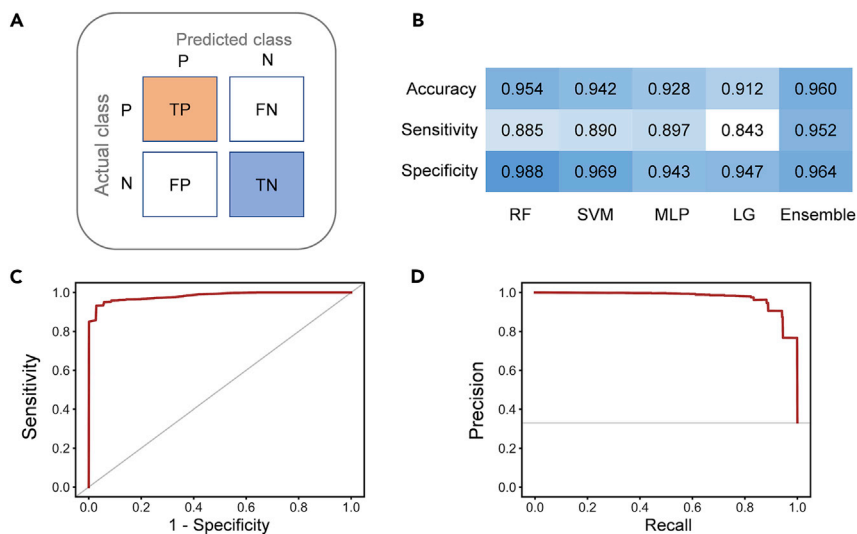 A
Predicted class
P N
Actual class
P TP FN
N FP TN
B
Accuracy 0.954 0.942 0.928 0.912 0.960
Sensitivity 0.885 0.890 0.897 0.843 0.952
Specificity 0.988 0.969 0.943 0.947 0.964
RF SVM MLP LG Ensemble
C
Sensitivity
1.0
0.8
0.6
0.4
0.2
0.0
0.0 0.2 0.4 0.6 0.8 1.0
1 - Specificity
D
Precision
1.0
0.8
0.6
0.4
0.2
0.0
0.0 0.2 0.4 0.6 0.8 1.0
Recall